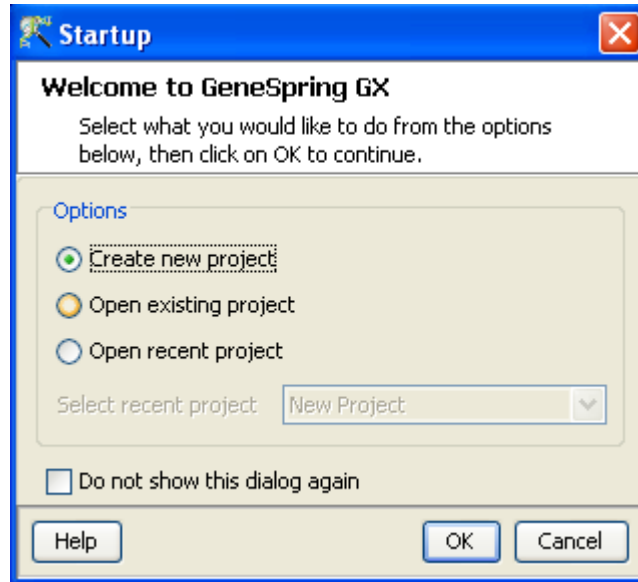 Startup
Welcome to GeneSpring GX
Select what you would like to do from the options
below, then click on OK to continue.
Options
Create new project
Open existing project
Open recent project
Select recent project New Project
Do not show this dialog again
Help OK Cancel